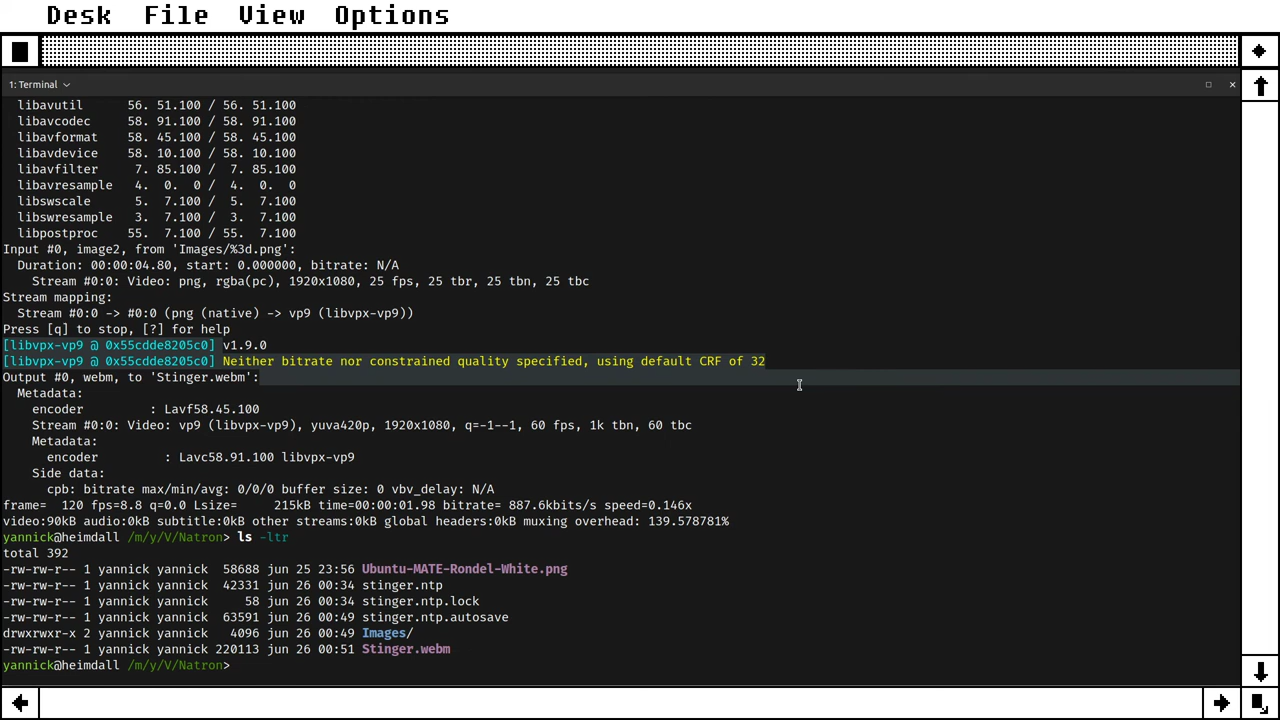 Desk File View Options
1: Terminal
libavutil 56. 51.100 / 56. 51.100
libavcodec 58. 91.100 / 58. 91.100
libavformat 58. 45.100 / 58. 45.100
libavdevice 58. 10.100 / 58. 10.100
libavfilter 7. 85.100 / 7. 85.100
libavresample 4. 0. 0 / 4. 0. 0
libswscale 5. 7.100 / 5. 7.100
libswresample 3. 7.100 / 3. 7.100
libpostproc 55. 7.100 / 55. 7.100
Input #0, image2, from 'Images/%3d.png':
Duration: 00:00:04.80, start: 0.000000, bitrate: N/A
Stream #0:0: Video: png, rgba(pc), 1920x1080, 25 fps, 25 tbr, 25 tbn, 25 tbc
Stream mapping:
Stream #0:0 -> #0:0 (png (native) -> vp9 (libvpx-vp9))
Press [q] to stop, [?] for help
[libvpx-vp9 @ 0x55cdde8205c0] v1.9.0
[libvpx-vp9 @ 0x55cdde8205c0] Neither bitrate nor constrained quality specified, using default CRF of 32
Output #0, webm, to 'Stinger.webm':
Metadata:
encoder : Lavf58.45.100
Stream #0:0: Video: vp9 (libvpx-vp9), yuva420p, 1920x1080, q=-1--1, 60 fps, 1k tbn, 60 tbc
Metadata:
encoder : Lavc58.91.100 libvpx-vp9
Side data:
cpb: bitrate max/min/avg: 0/0/0 buffer size: 0 vbv_delay: N/A
frame= 120 fps=8.8 q=0.0 Lsize= 215kB time=00:00:01.98 bitrate= 887.6kbits/s speed=0.146x
video:90kB audio:0kB subtitle:0kB other streams:0kB global headers:0kB muxing overhead: 139.578781%
yannick@heimdall /m/y/V/Natron> ls -ltr
total 392
-rw-rw-r-- 1 yannick yannick 58688 jun 25 23:56 Ubuntu-MATE-Rondel-White.png
-rw-rw-r-- 1 yannick yannick 42331 jun 26 00:34 stinger.ntp
-rw-rw-r-- 1 yannick yannick 58 jun 26 00:34 stinger.ntp.lock
-rw-rw-r-- 1 yannick yannick 63591 jun 26 00:49 stinger.ntp.autosave
drwxrwxr-x 2 yannick yannick 4096 jun 26 00:49 Images/
-rw-rw-r-- 1 yannick yannick 220113 jun 26 00:51 Stinger.webm
yannick@heimdall /m/y/V/Natron>